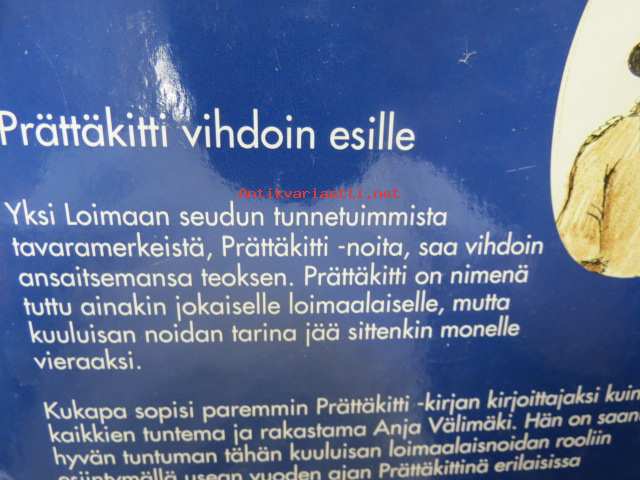 Prättäkitti vihdoin esille
Antikvariaatti.net
Yksi Loimaan seudun tunnetuimmista
tavaramerkeistä, Prättäkitti -noita, saa vihdoin
ansaitsemansa teoksen. Prättäkitti on nimenä
tuttu ainakin jokaiselle loimaalaiselle, mutta
kuuluisan noidan tarina jää sittenkin monelle
vieraaksi.
Kukapa sopisi paremmin Prättäkitti -kirjan kirjoittajaksi kuin
kaikkien tuntema ja rakastama Anja Välimäki. Hän on saan
hyvän tuntuman tähän kuuluisan loimaalaisnoidan rooliin
esiintymällä usean vuoden ajan Prättäkittinä erilaisissa